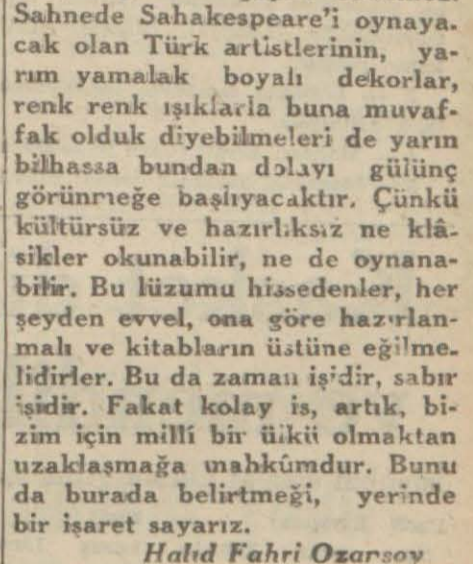 Sahnede Sahakespeare'i oynaya-
cak olan Türk artistlerinin, ya-
rım yamalak boyalı dekorlar,
renk renk ışıklarla buna muvaf-
fak olduk diyebilmeleri de yarın
bilhassa bundan dolayı gülünç
görünmeğe başlıyacaktır. Çünkü
kültürsüz ve hazırlıksız ne klâ-
sikler okunabilir, ne de oynana-
bilir. Bu lüzumu hissedenler, her
şeyden evvel, ona göre hazırlan-
malı ve kitabların üstüne eğilme-
lidirler. Bu da zaman işidir, sabır
işidir. Fakat kolay is, artık, bi-
zim için millî bir ülkü olmaktan
uzaklaşmağa mahkûmdur. Bunu
da burada belirtmeği, yerinde
bir işaret sayarız.
Halid Fahri Ozansoy